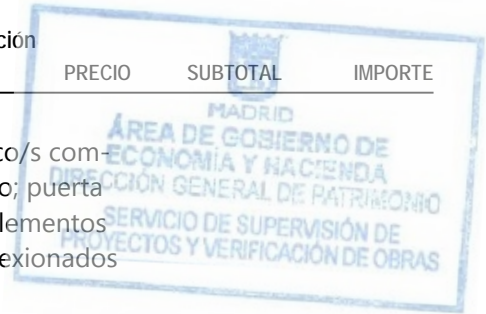 ción
PRECIO SUBTOTAL IMPORTE
MADRID
ÁREA DE GOBIERNO DE
ECONOMÍA Y HACIENDA
DIRECCIÓN GENERAL DE PATRIMONIO
SERVICIO DE SUPERVISIÓN DE
PROYECTOS Y VERIFICACIÓN DE OBRAS
co/s com-
o; puerta
lementos
exionados